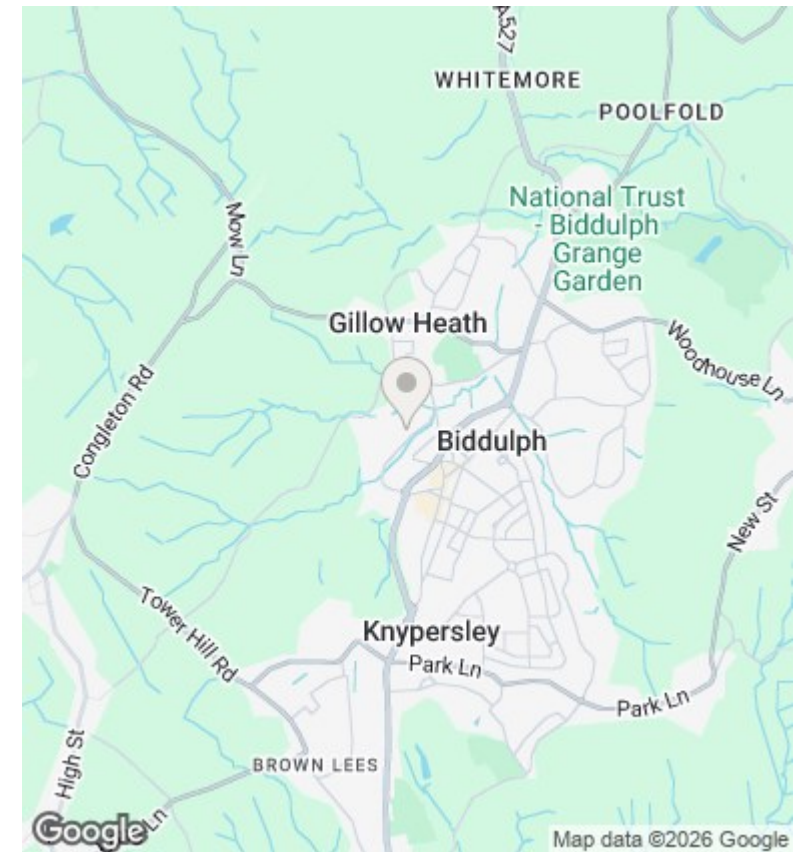 A527
WHITEMORE
POOLFOLD
National Trust
- Biddulph
Grange
Garden
Mow Ln
Gillow Heath
Woodhouse Ln
Congleton Rd
Biddulph
New St
Tower Hill Rd
Knypersley
Park Ln
Park Ln
BROWN LEES
High St
Ln
Google
Map data ©2026 Google